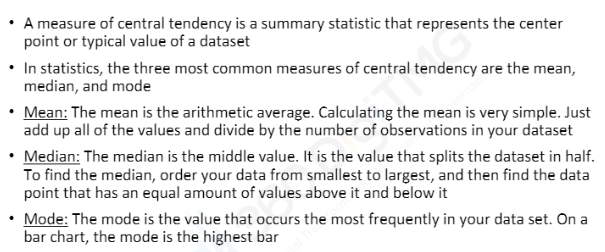 • A measure of central tendency is a summary statistic that represents the center
point or typical value of a dataset
• In statistics, the three most common measures of central tendency are the mean,
median, and mode
• Mean: The mean is the arithmetic average. Calculating the mean is very simple. Just
add up all of the values and divide by the number of observations in your dataset
• Median: The median is the middle value. It is the value that splits the dataset in half.
To find the median, order your data from smallest to largest, and then find the data
point that has an equal amount of values above it and below it
• Mode: The mode is the value that occurs the most frequently in your data set. On a
bar chart, the mode is the highest bar